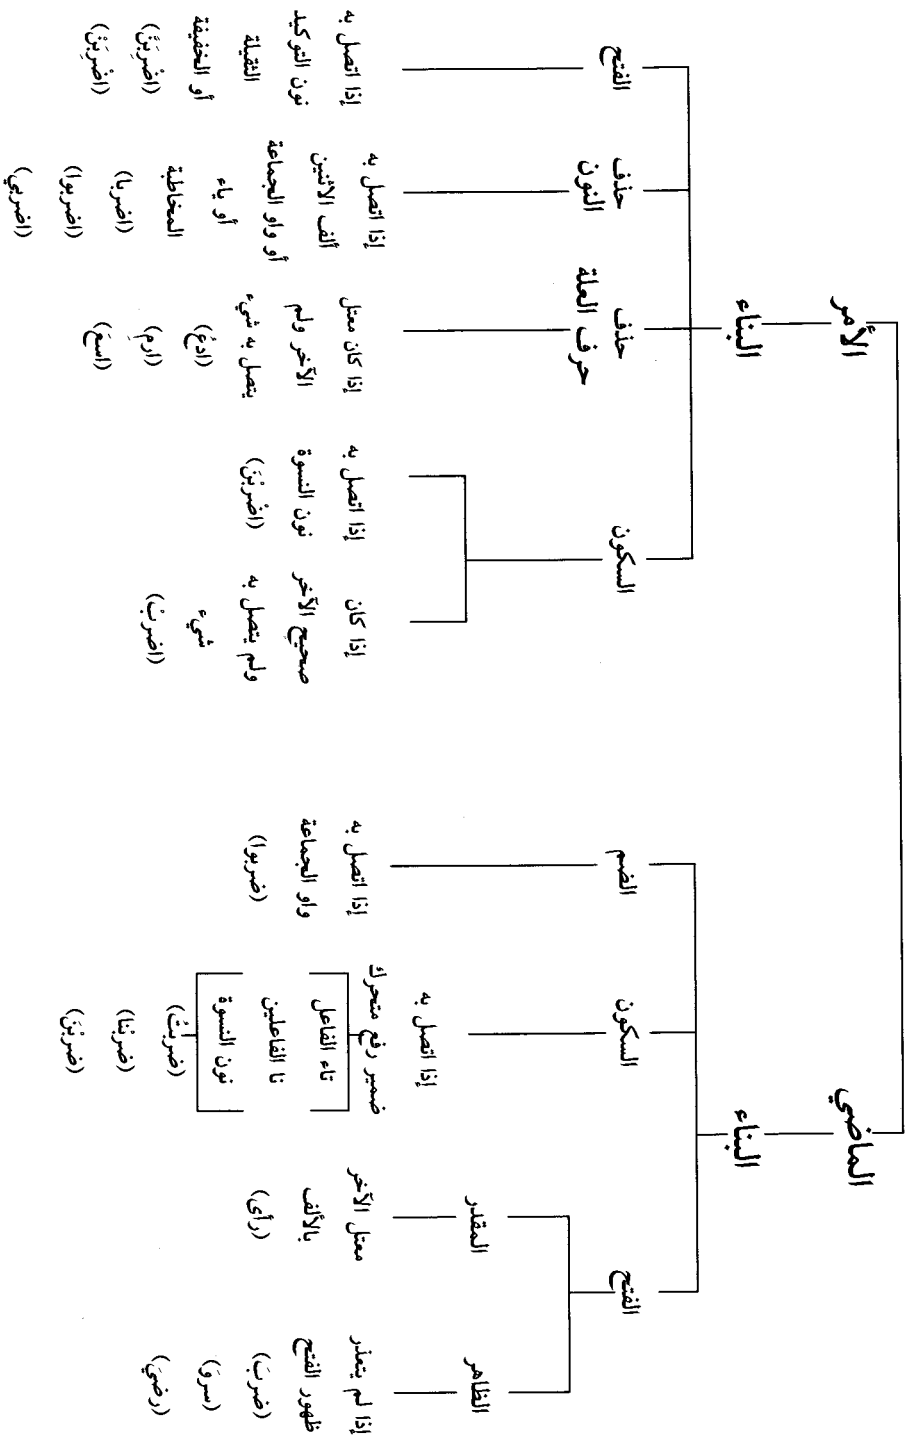 الماضي
البناء
الفتح
الظاهر
إذا لم يتعذر
ظهور الفتح
(ضربَ)
(سروَ)
(رضيَ)
المقدر
معتل الآخر
بالألف
(رأى)
السكون
إذا اتصل به
ضمير رفع متحرك
تاء الفاعل
نا الفاعلين
نون النسوة
(ضربْتُ)
(ضربْنا)
(ضربْنَ)
الضم
إذا اتصل به
واو الجماعة
(ضربوا)
الأمر
البناء
السكون
إذا كان
صحيح الآخر
ولم يتصل به
شيء
(اضربْ)
إذا اتصل به
نون النسوة
(اضْربْنَ)
حذف
حرف العلة
إذا كان معتل
الآخر ولم
يتصل به شيء
(ادعُ)
(ارمِ)
(اسعَ)
حذف
النون
إذا اتصل به
ألف الاثنين
أو واو الجماعة
أو ياء
المخاطبة
(اضربا)
(اضربوا)
(اضربي)
الفتح
إذا اتصل به
نون التوكيد
الثقيلة
أو الخفيفة
(اضْرِبَنَّ)
(اضْرِبَنْ)